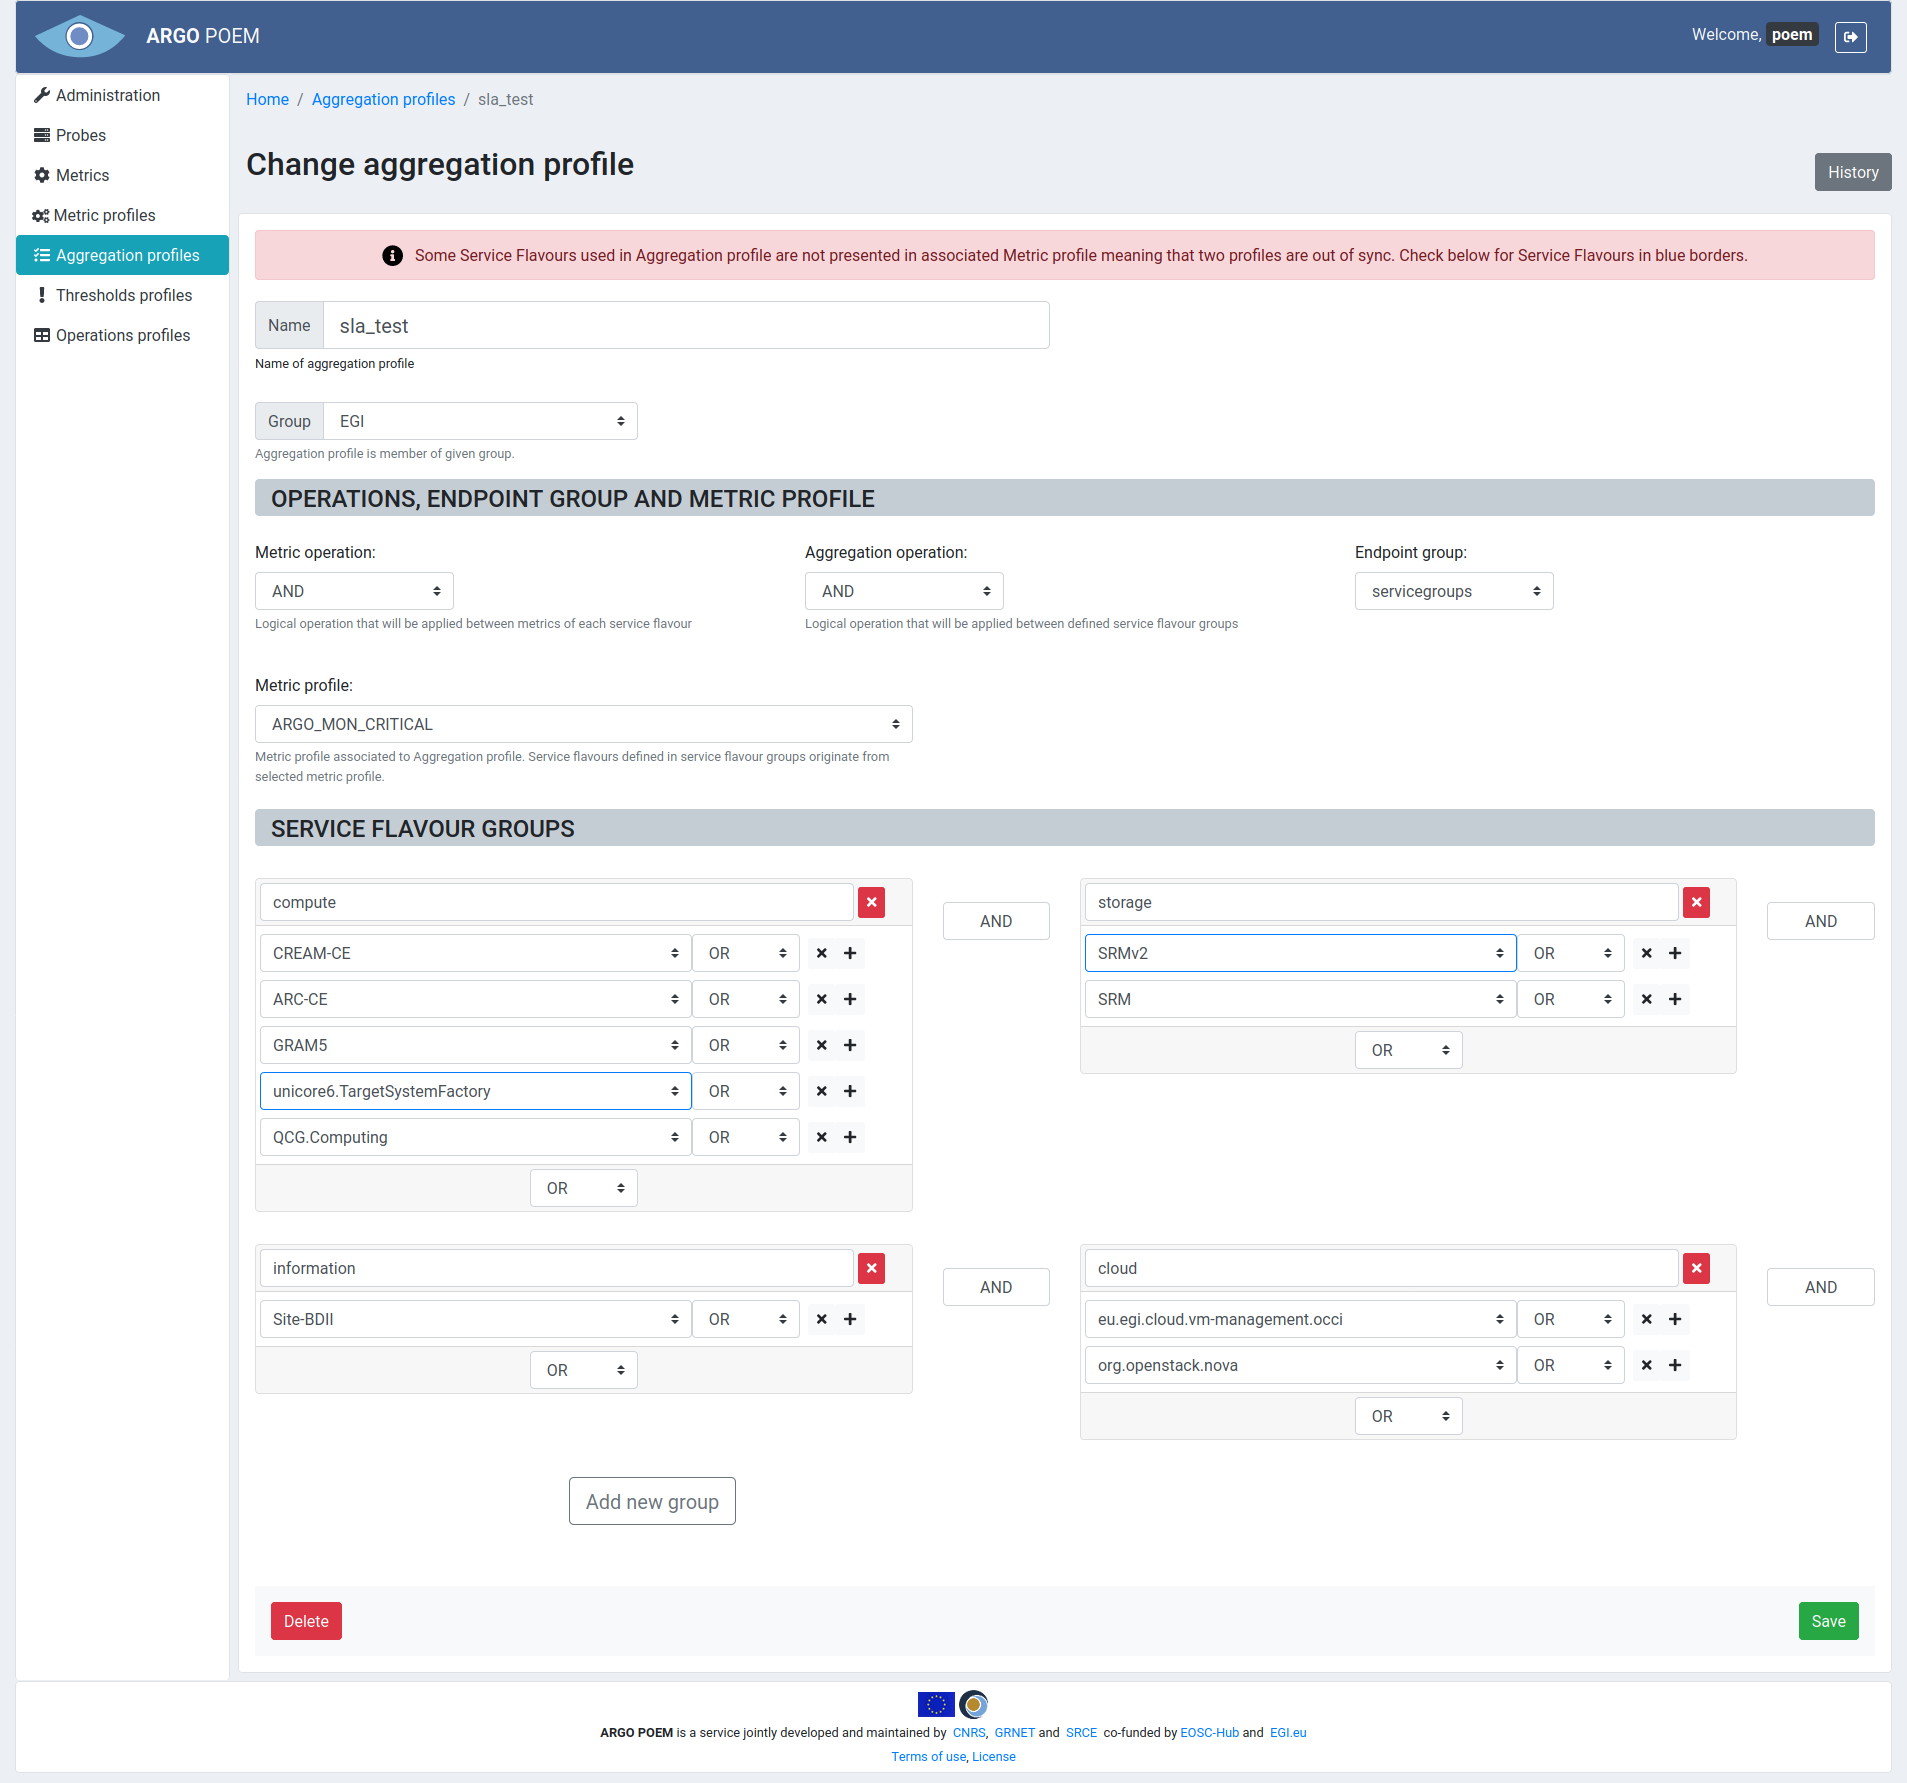 ARGO POEM
Welcome, poem
Administration
Probes
Metrics
Metric profiles
Aggregation profiles
Thresholds profiles
Operations profiles
Home / Aggregation profiles / sla_test
Change aggregation profile
History
Some Service Flavours used in Aggregation profile are not presented in associated Metric profile meaning that two profiles are out of sync. Check below for Service Flavours in blue borders.
Name sla_test
Name of aggregation profile
Group EGI
Aggregation profile is member of given group.
OPERATIONS, ENDPOINT GROUP AND METRIC PROFILE
Metric operation: Aggregation operation: Endpoint group:
AND AND servicegroups
Logical operation that will be applied between metrics of each service flavour Logical operation that will be applied between defined service flavour groups
Metric profile:
ARGO_MON_CRITICAL
Metric profile associated to Aggregation profile. Service flavours defined in service flavour groups originate from
selected metric profile.
SERVICE FLAVOUR GROUPS
compute
CREAM-CE OR
ARC-CE OR
GRAM5 OR
unicore6.TargetSystemFactory OR
QCG.Computing OR
OR
AND
storage
SRMv2 OR
SRM OR
OR
AND
information
Site-BDII OR
OR
AND
cloud
eu.egi.cloud.vm-management.occi OR
org.openstack.nova OR
OR
AND
Add new group
Delete
Save
ARGO POEM is a service jointly developed and maintained by CNRS, GRNET and SRCE co-funded by EOSC-Hub and EGI.eu
Terms of use, License